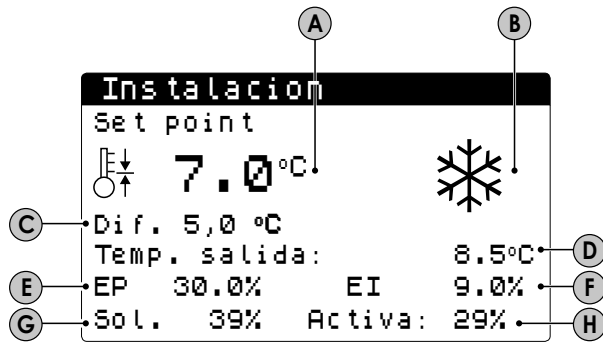 A B
Instalacion
Set point
7.0°C
C Dif. 5,0 °C
Temp. salida: 8.5°C D
E EP 30.0% EI 9.0% F
G Sol. 39% Activa: 29% H